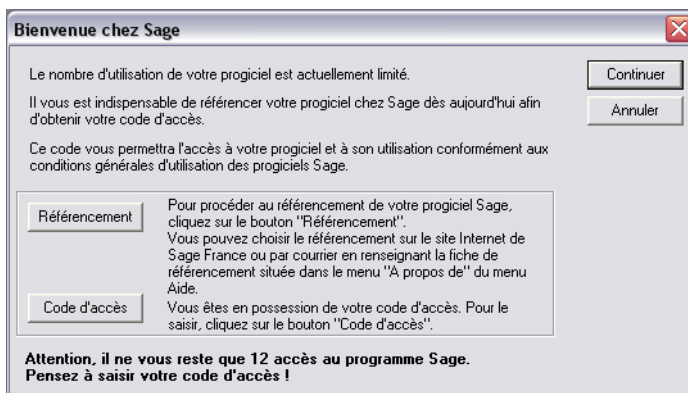 Bienvenue chez Sage
Le nombre d'utilisation de votre progiciel est actuellement limité.
Continuer
Il vous est indispensable de référencer votre progiciel chez Sage dès aujourd'hui afin
d'obtenir votre code d'accès.
Annuler
Ce code vous permettra l'accès à votre progiciel et à son utilisation conformément aux
conditions générales d'utilisation des progiciels Sage.
Référencement
Pour procéder au référencement de votre progiciel Sage,
cliquez sur le bouton "Référencement".
Vous pouvez choisir le référencement sur le site Internet de
Sage France ou par courrier en renseignant la fiche de
référencement située dans le menu "A propos de" du menu
Aide.
Code d'accès
Vous êtes en possession de votre code d'accès. Pour le
saisir, cliquez sur le bouton "Code d'accès".
Attention, il ne vous reste que 12 accès au programme Sage.
Pensez à saisir votre code d'accès !